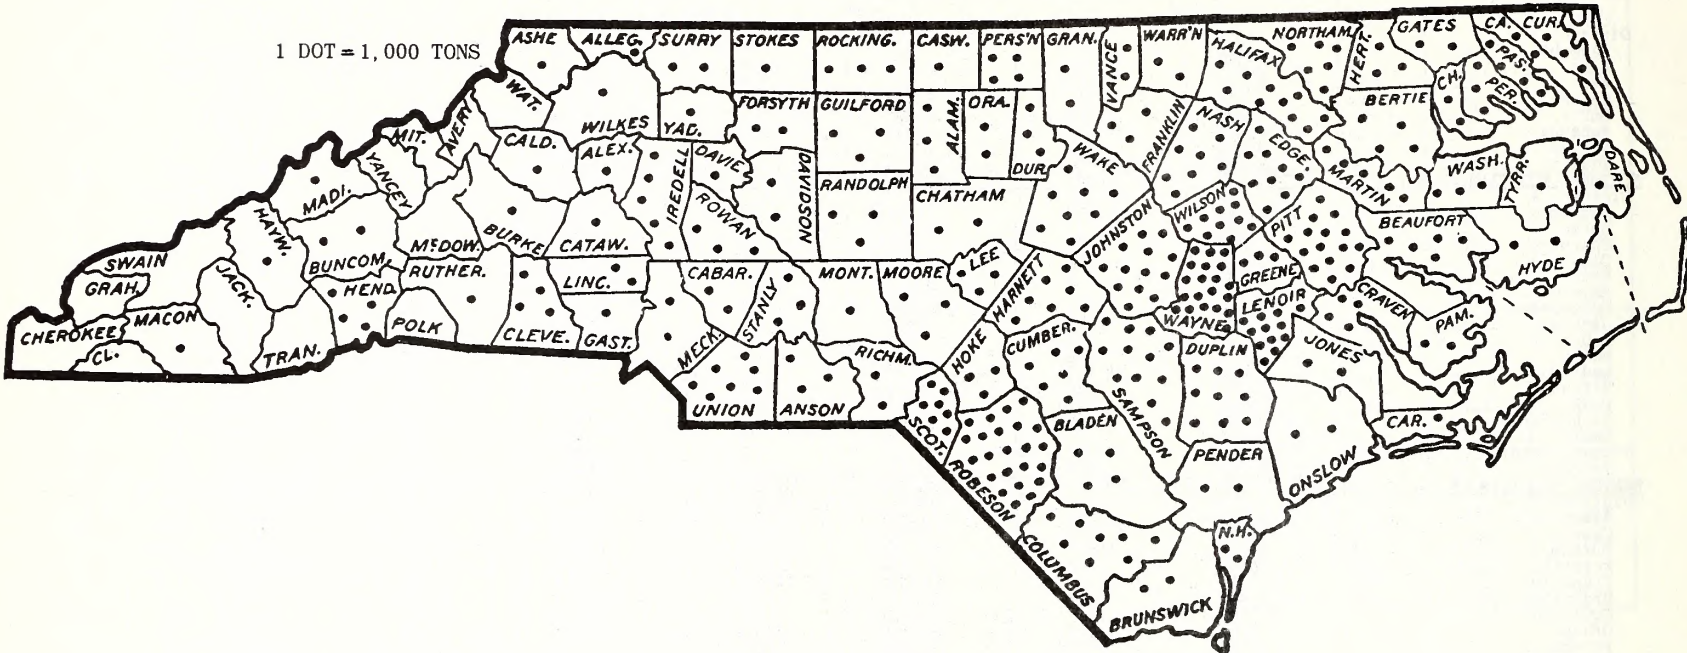 1 DOT = 1,000 TONS
ASHE
ALLEG.
SURRY
STOKES
ROCKING.
CASW.
PERS'N
GRAN.
VANCE
WARR'N
HALIFAX
NORTHAM.
HERT.
GATES
CA.
CUR.
PAS.
PER.
CH.
WAT.
WILKES
YAD.
FORSYTH
GUILFORD
ALAM.
ORA.
DUR.
FRANKLIN
NASH
EDGE.
BERTIE
MIT.
AVERY
CALD.
ALEX.
IREDELL
DAVIE
DAVIDSON
RANDOLPH
CHATHAM
WAKE
WILSON
MARTIN
WASH.
TYRR.
DARE
MADI.
YANCEY
HAYW.
BUNCOM.
McDOW.
BURKE
CATAW.
ROWAN
JOHNSTON
PITT
BEAUFORT
HYDE
SWAIN
GRAH.
JACK.
HEND.
RUTHER.
LINC.
CABAR.
STANLY
MONT.
MOORE
LEE
HARNETT
WAYNE
GREENE
LENOIR
CRAVEN
PAM.
CHEROKEE
MACON
CL.
TRAN.
POLK
CLEVE.
GAST.
MECK.
UNION
ANSON
RICHM.
HOKE
CUMBER.
SAMPSON
DUPLIN
JONES
CAR.
SCOT.
ROBESON
BLADEN
PENDER
ONSLOW
COLUMBUS
BRUNSWICK
N.H.